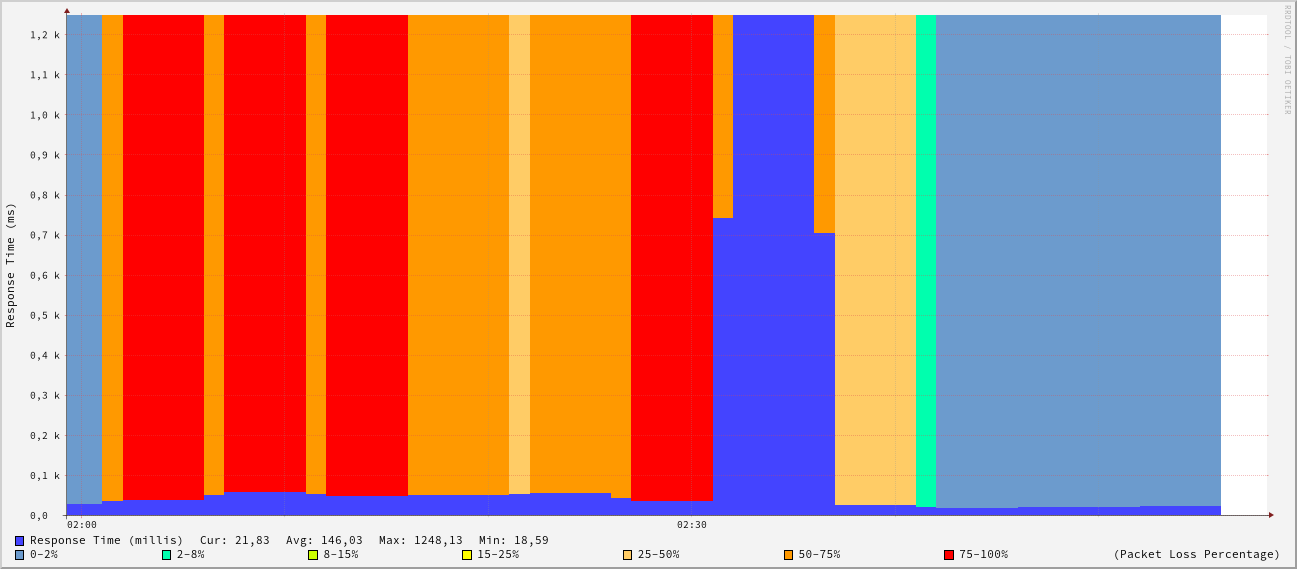 RRDTOOL / TOBI OETIKER
Response Time (ms)
1,2 k
1,1 k
1,0 k
0,9 k
0,8 k
0,7 k
0,6 k
0,5 k
0,4 k
0,3 k
0,2 k
0,1 k
0,0
02:00 02:30
Response Time (millis) Cur: 21,83 Avg: 146,03 Max: 1248,13 Min: 18,59
0-2% 2-8% 8-15% 15-25% 25-50% 50-75% 75-100% (Packet Loss Percentage)